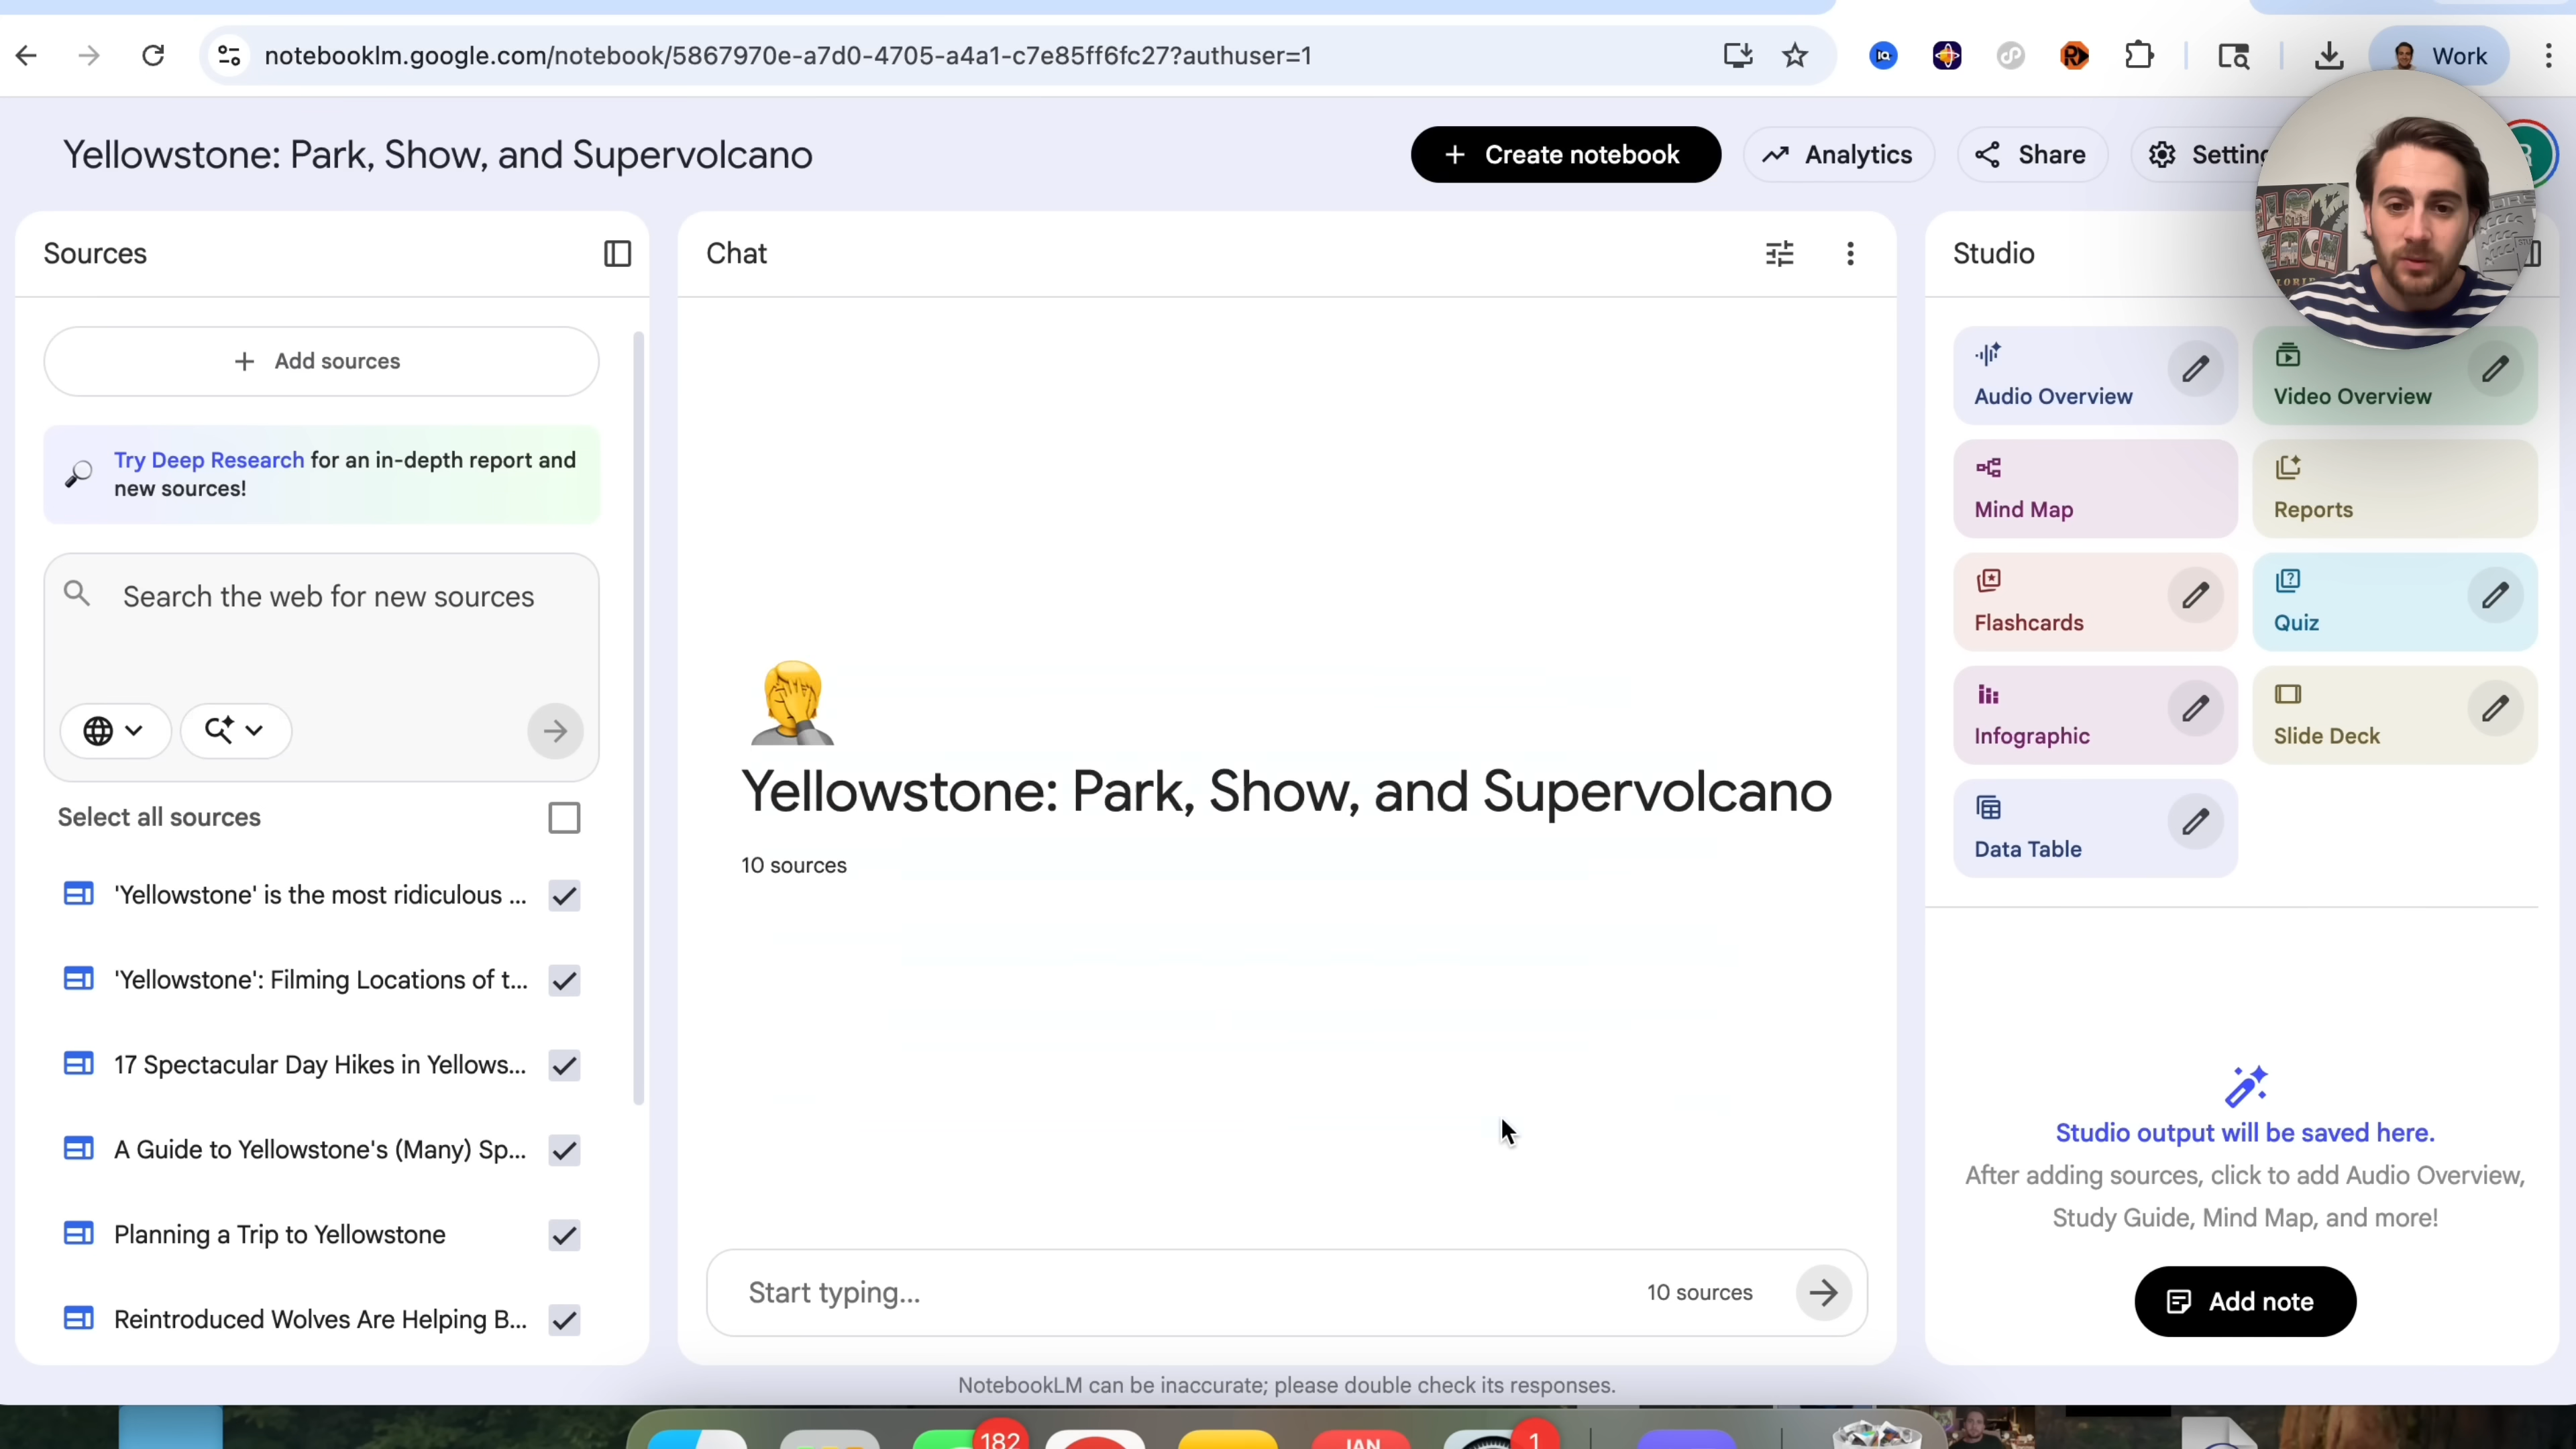 notebooklm.google.com/notebook/5867970e-a7d0-4705-a4a1-c7e85ff6fc27?authuser=1
Work
Yellowstone: Park, Show, and Supervolcano
Create notebook
Analytics
Share
Setting
Sources
Add sources
Try Deep Research for an in-depth report and
new sources!
Search the web for new sources
Select all sources
'Yellowstone' is the most ridiculous ...
'Yellowstone': Filming Locations of t...
17 Spectacular Day Hikes in Yellows...
A Guide to Yellowstone's (Many) Sp...
Planning a Trip to Yellowstone
Reintroduced Wolves Are Helping B...
Chat
Yellowstone: Park, Show, and Supervolcano
10 sources
Start typing...
10 sources
NotebookLM can be inaccurate; please double check its responses.
Studio
Audio Overview
Video Overview
Mind Map
Reports
Flashcards
Quiz
Infographic
Slide Deck
Data Table
Studio output will be saved here.
After adding sources, click to add Audio Overview,
Study Guide, Mind Map, and more!
Add note
182
JAN
1